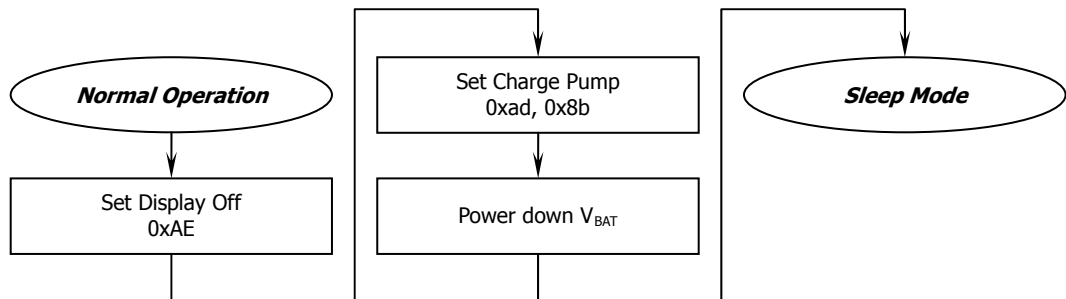 Normal Operation
Set Display Off
0xAE
Set Charge Pump
0xad, 0x8b
Power down VBAT
Sleep Mode